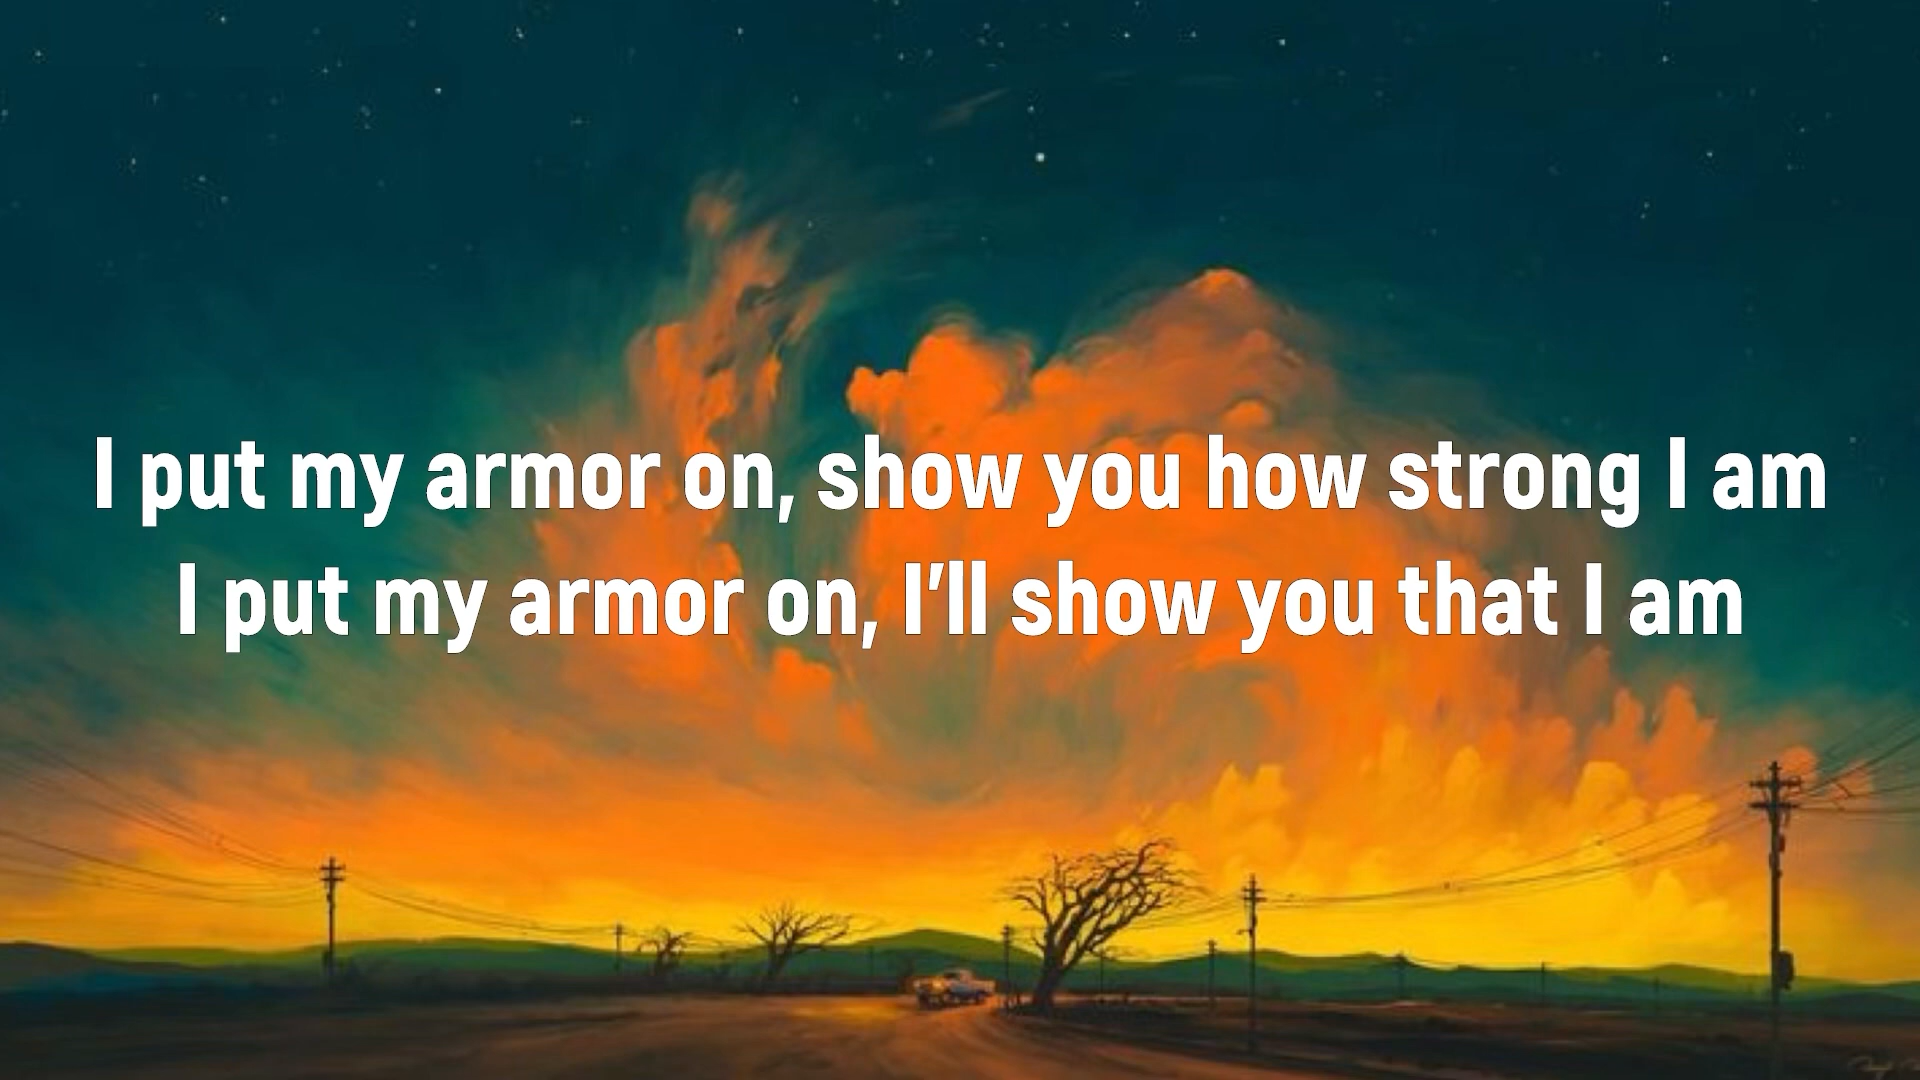 I put my armor on, show you how strong I am
I put my armor on, I'll show you that I am